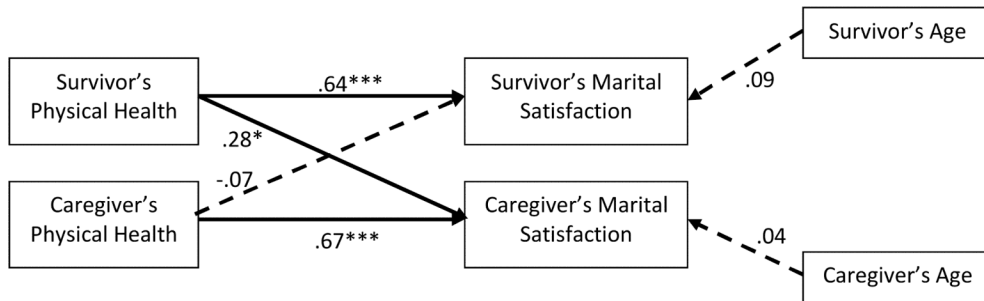 Survivor’s Age
Survivor’s
Physical Health
.64***
Survivor’s Marital
Satisfaction
.09
.28*
-.07
Caregiver’s
Physical Health
.67***
Caregiver’s Marital
Satisfaction
.04
Caregiver’s Age